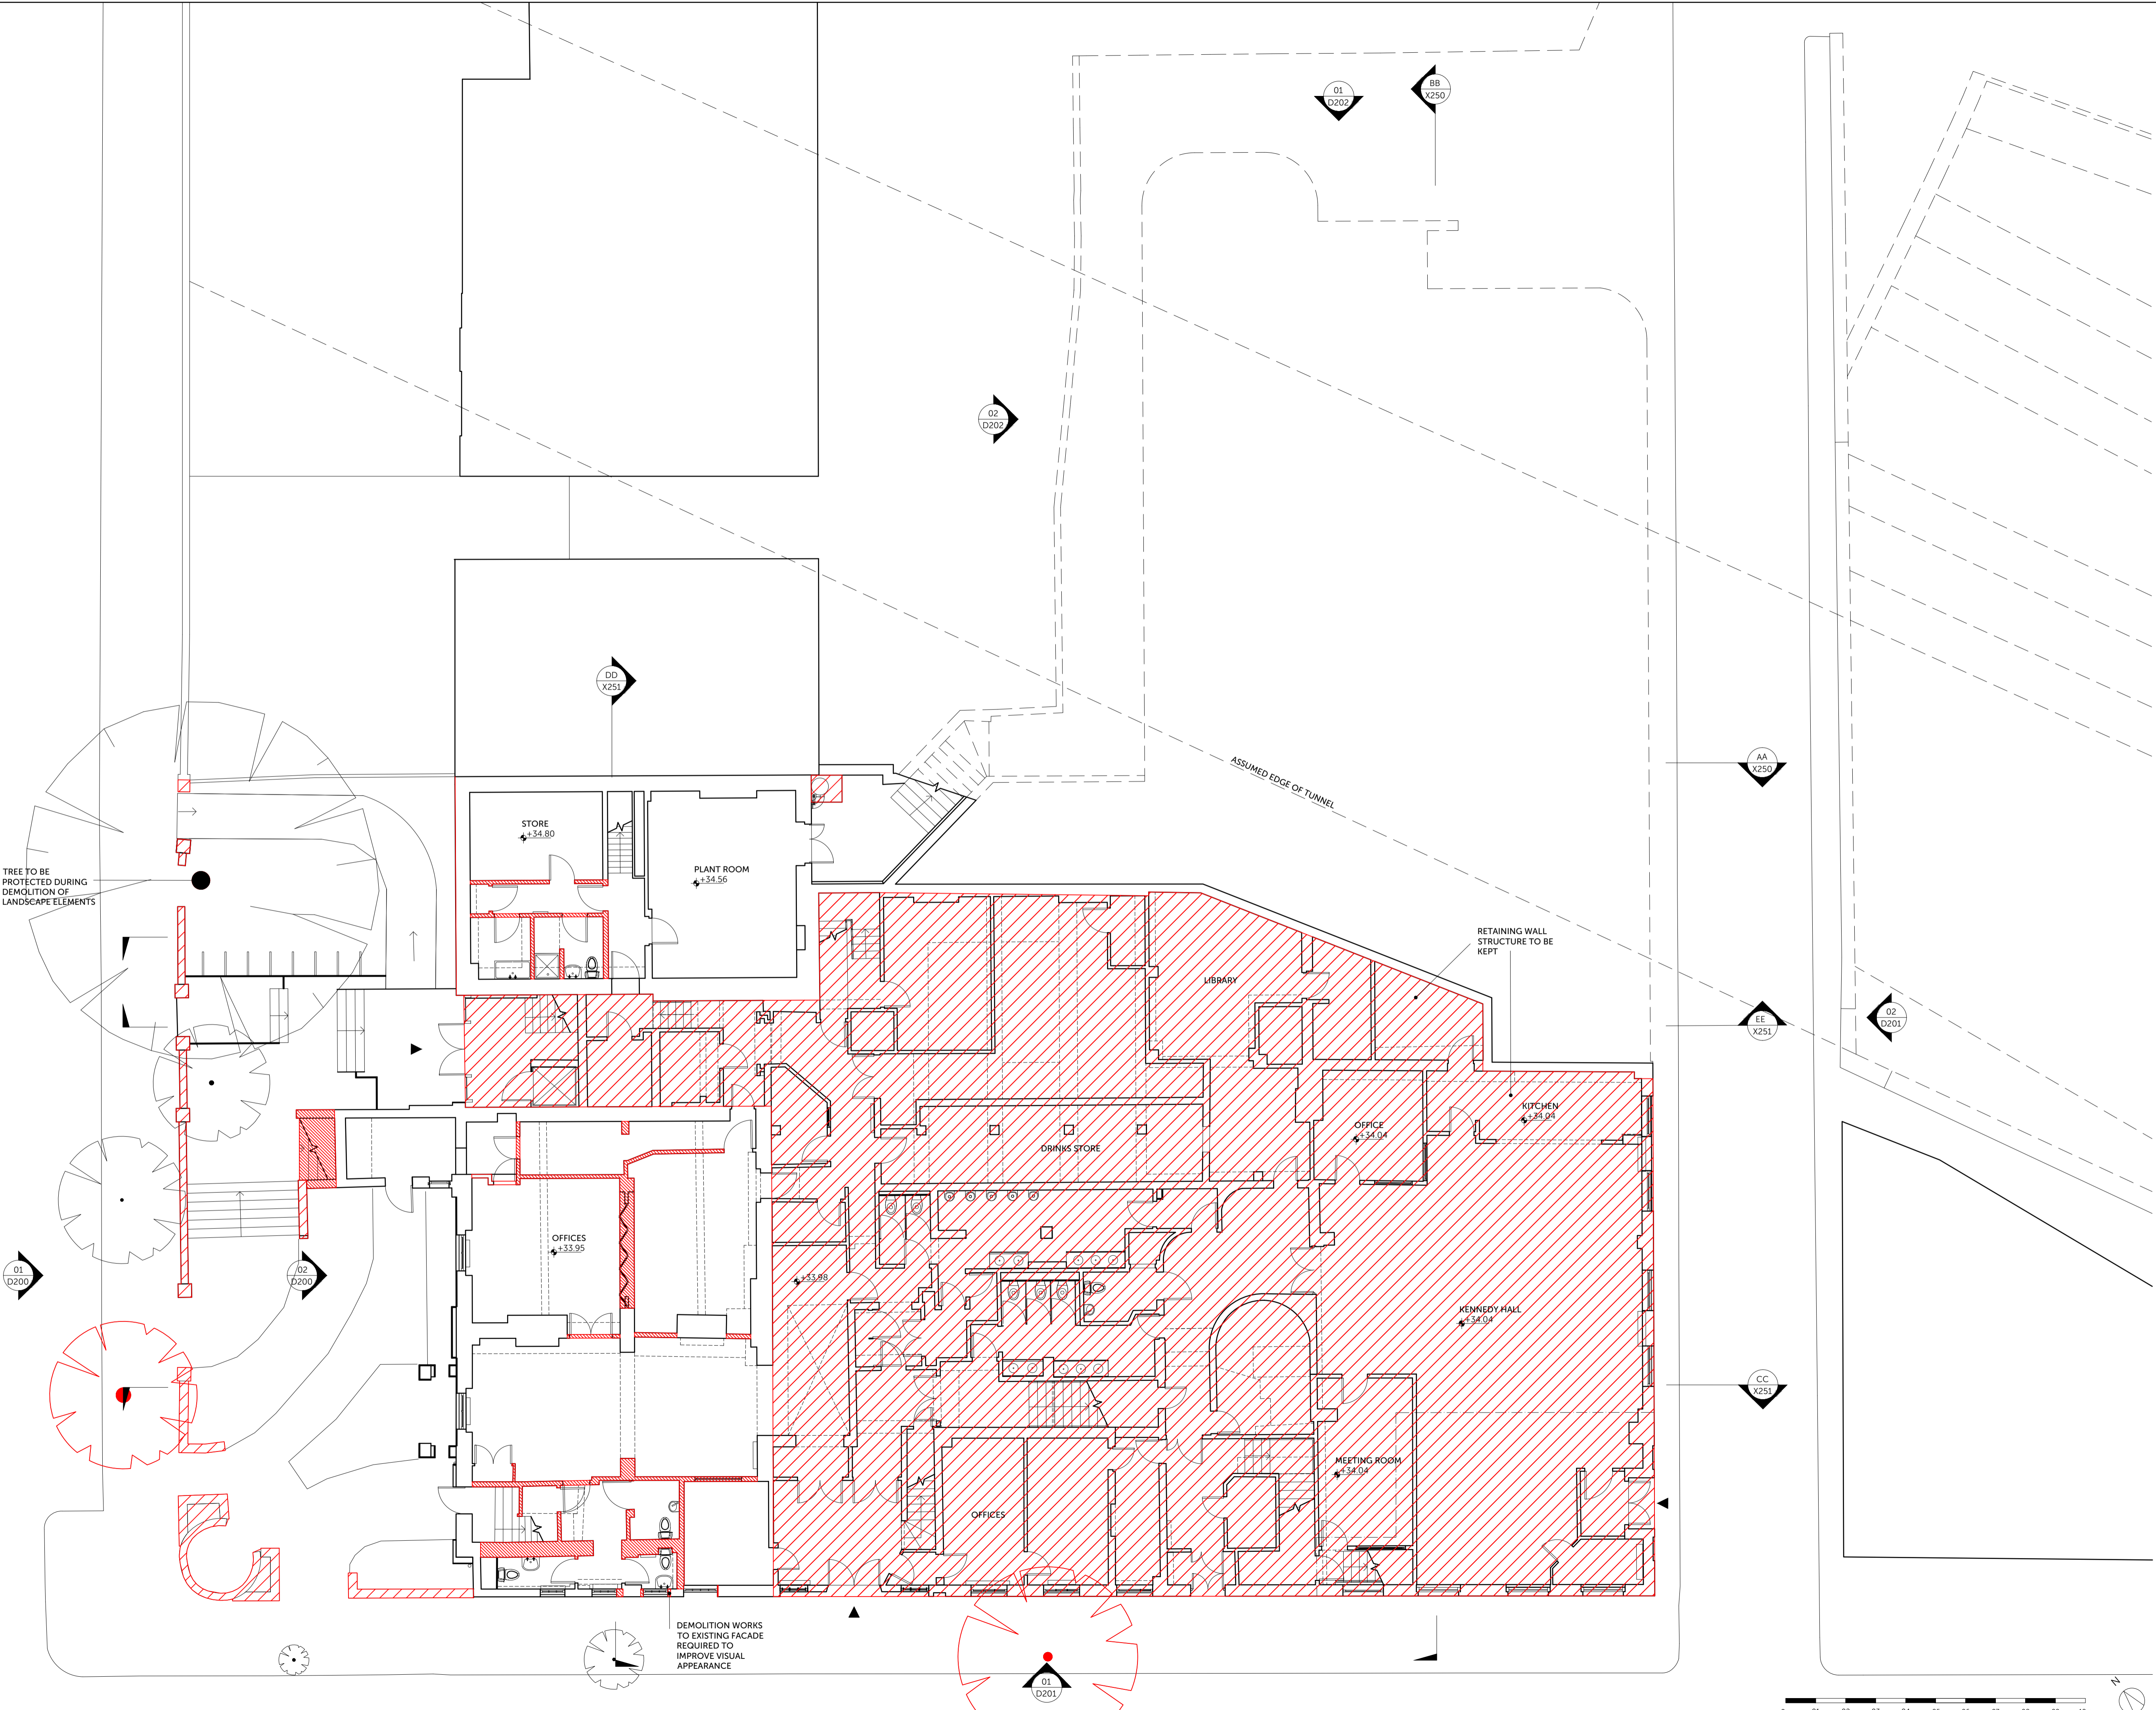 01
D202
BB
X250
02
D202
DD
X251
ASSUMED EDGE OF TUNNEL
AA
X250
STORE
+34.80
PLANT ROOM
+34.56
TREE TO BE
PROTECTED DURING
DEMOLITION OF
LANDSCAPE ELEMENTS
RETAINING WALL
STRUCTURE TO BE
KEPT
LIBRARY
EE
X251
02
D201
KITCHEN
+34.04
OFFICE
+34.04
DRINKS STORE
OFFICES
+33.95
01
D200
02
D200
+33.98
KENNEDY HALL
+34.04
CC
X251
MEETING ROOM
+34.04
OFFICES
DEMOLITION WORKS
TO EXISTING FACADE
REQUIRED TO
IMPROVE VISUAL
APPEARANCE
01
D201
N